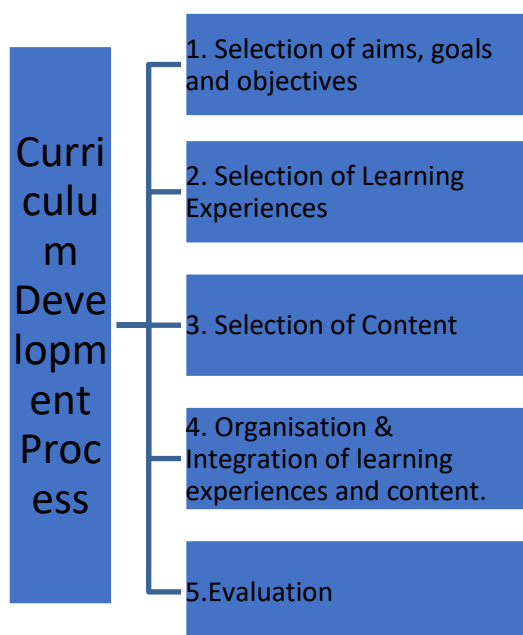 Curri
culu
m
Deve
lopm
ent
Proc
ess
1. Selection of aims, goals
and objectives
2. Selection of Learning
Experiences
3. Selection of Content
4. Organisation &
Integration of learning
experiences and content.
5.Evaluation